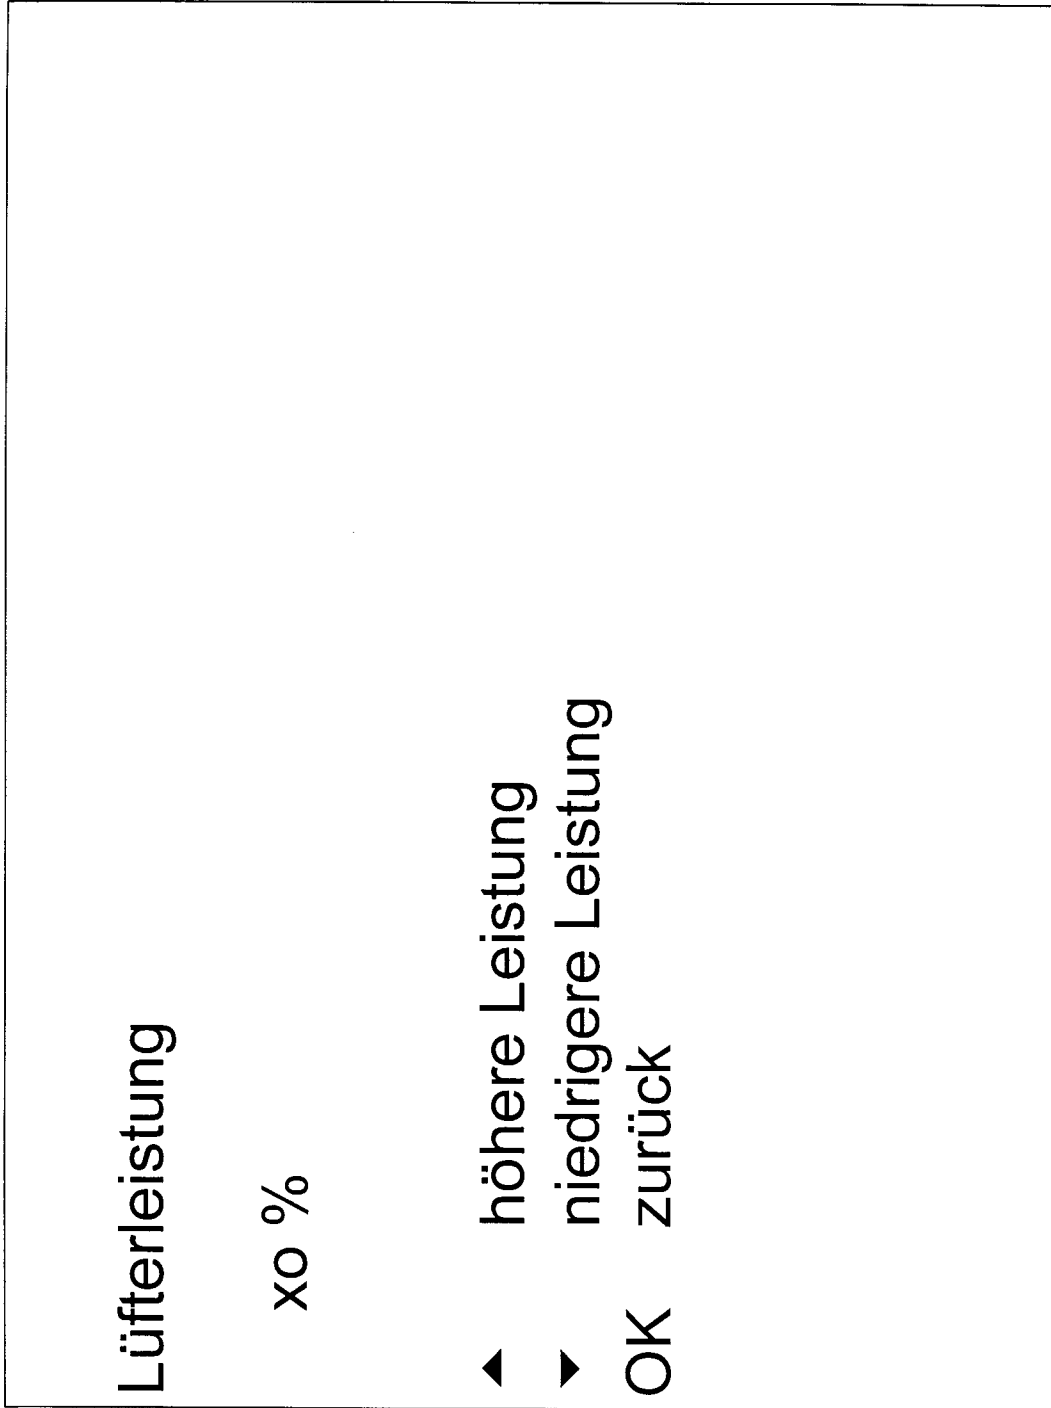 Lüfterleistung
xo %
▲ höhere Leistung
▼ niedrigere Leistung
OK zurück